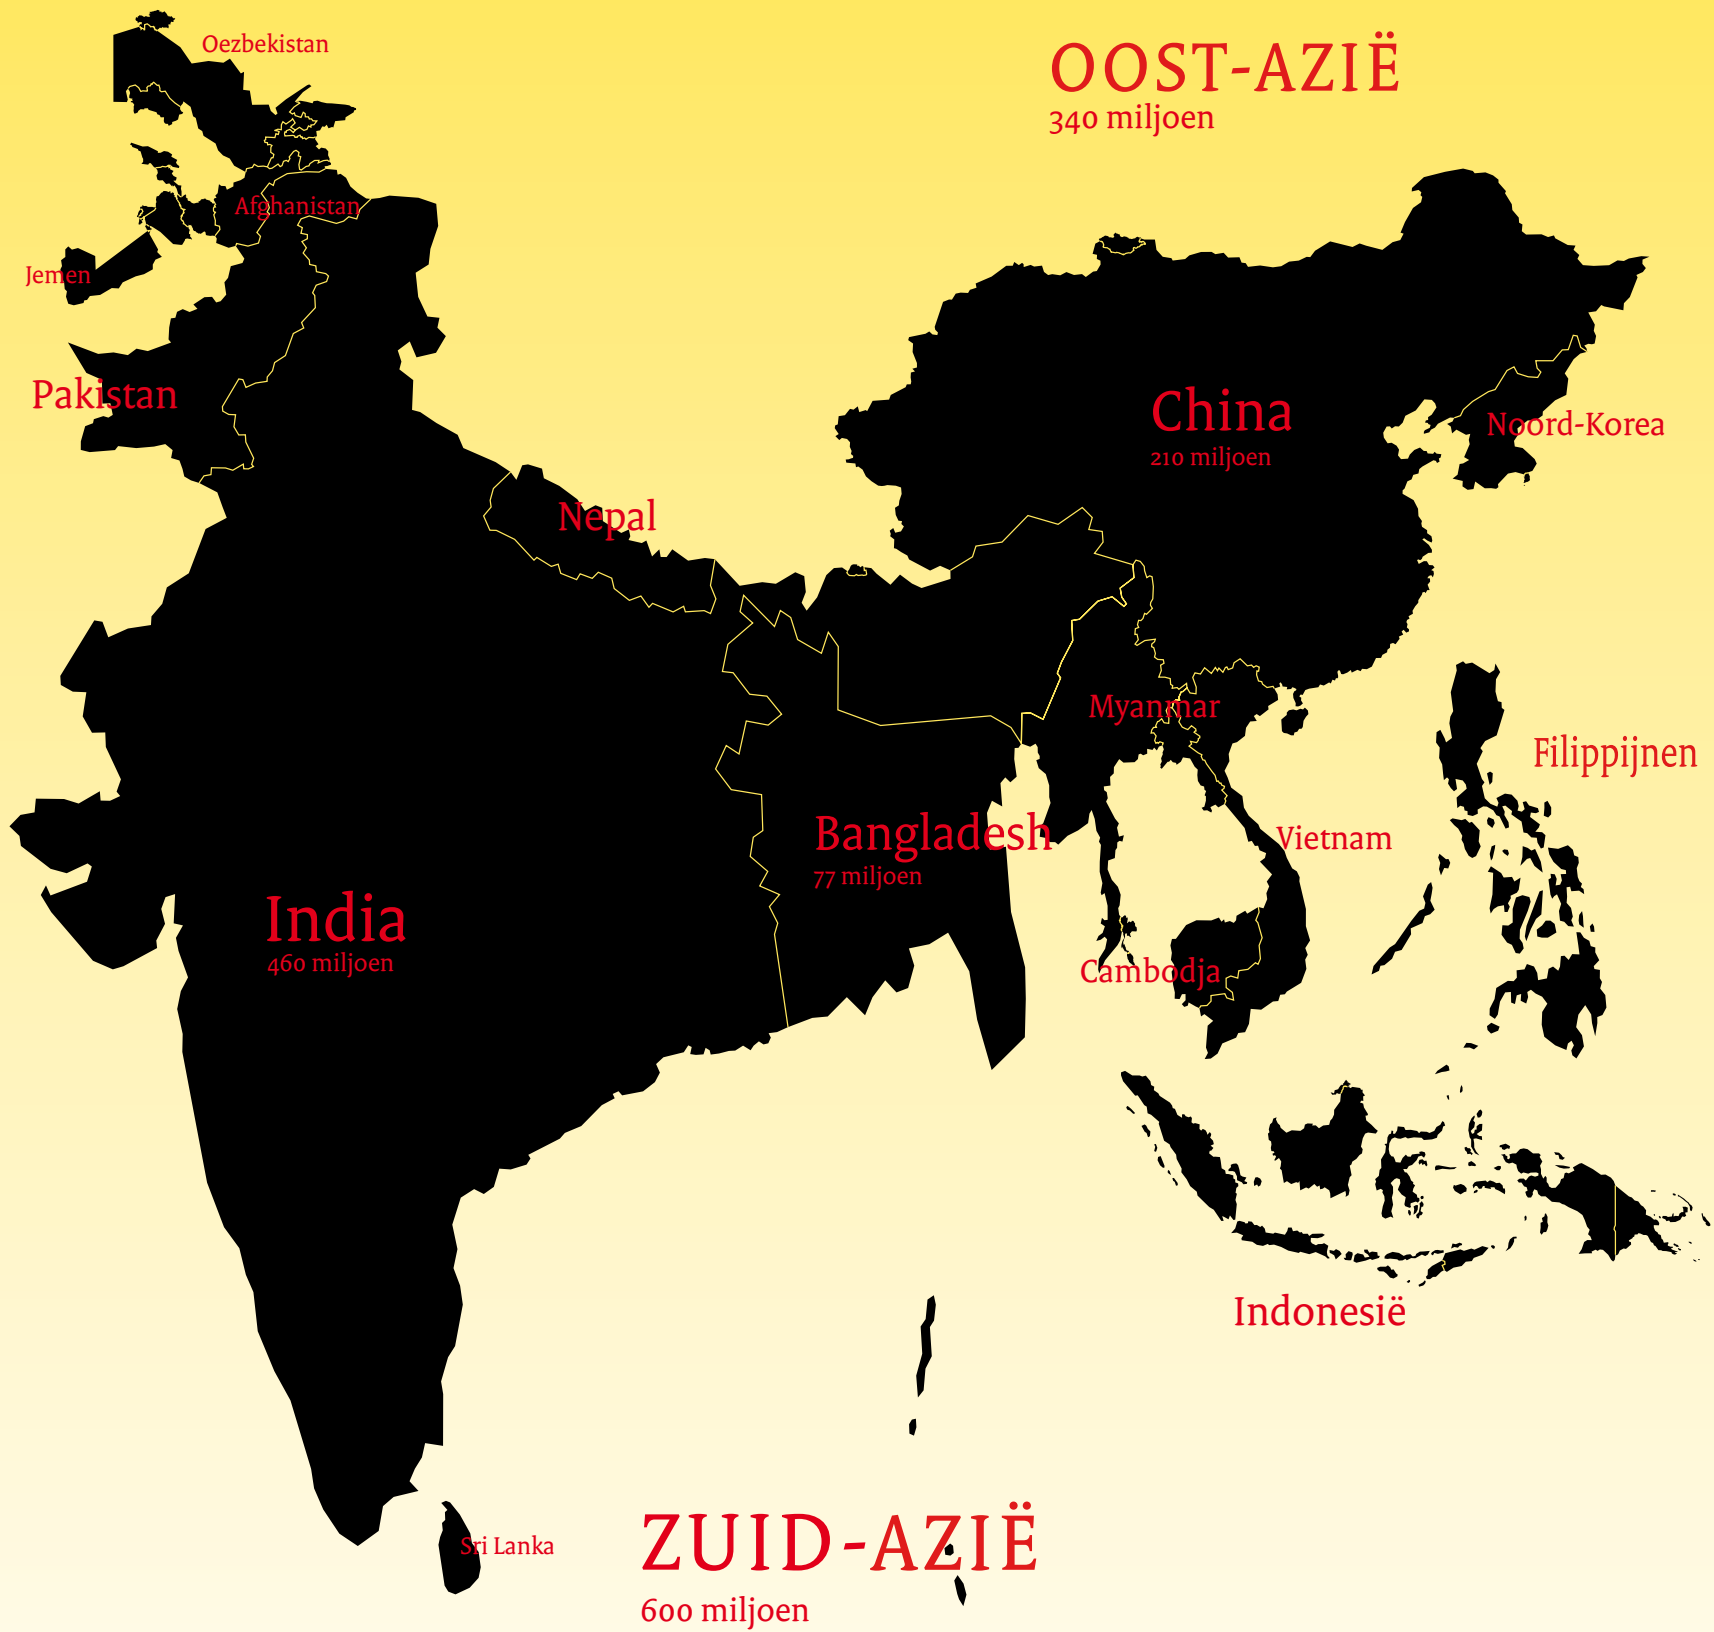 Oezbekistan
OOST-AZIË
340 miljoen
Afghanistan
Jemen
Pakistan
China
210 miljoen
Noord-Korea
Nepal
Myanmar
Filippijnen
Bangladesh
77 miljoen
Vietnam
India
460 miljoen
Cambodja
Indonesië
ZUID-AZIË
600 miljoen
Sri Lanka